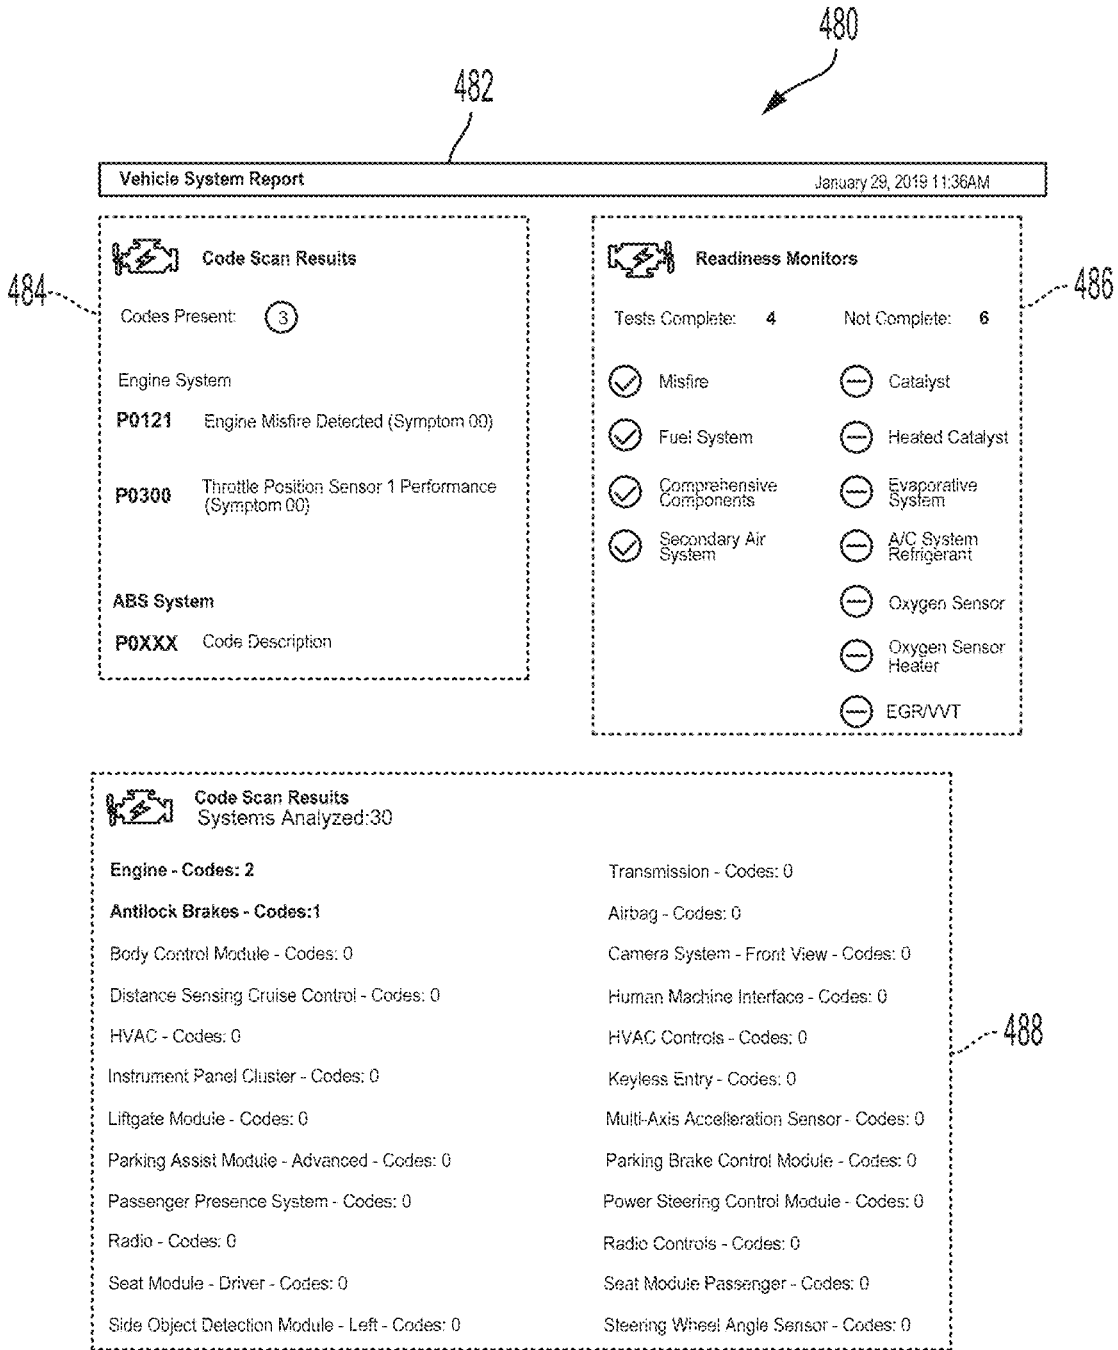 480
482
Vehicle System Report January 29, 2019 11:36AM
484
Code Scan Results
Codes Present: 3
Engine System
P0121 Engine Misfire Detected (Symptom 00)
P0300 Throttle Position Sensor 1 Performance
(Symptom 00)
ABS System
P0XXX Code Description
486
Readiness Monitors
Tests Complete: 4 Not Complete: 6
Misfire
Fuel System
Comprehensive
Components
Secondary Air
System
Catalyst
Heated Catalyst
Evaporative
System
A/C System
Refrigerant
Oxygen Sensor
Oxygen Sensor
Heater
EGR/VVT
Code Scan Results
Systems Analyzed:30
Engine - Codes: 2 Transmission - Codes: 0
Antilock Brakes - Codes:1 Airbag - Codes: 0
Body Control Module - Codes: 0 Camera System - Front View - Codes: 0
Distance Sensing Cruise Control - Codes: 0 Human Machine Interface - Codes: 0
HVAC - Codes: 0 HVAC Controls - Codes: 0
488
Instrument Panel Cluster - Codes: 0 Keyless Entry - Codes: 0
Liftgate Module - Codes: 0 Multi-Axis Accelleration Sensor - Codes: 0
Parking Assist Module - Advanced - Codes: 0 Parking Brake Control Module - Codes: 0
Passenger Presence System - Codes: 0 Power Steering Control Module - Codes: 0
Radio - Codes: 0 Radio Controls - Codes: 0
Seat Module - Driver - Codes: 0 Seat Module Passenger - Codes: 0
Side Object Detection Module - Left - Codes: 0 Steering Wheel Angle Sensor - Codes: 0